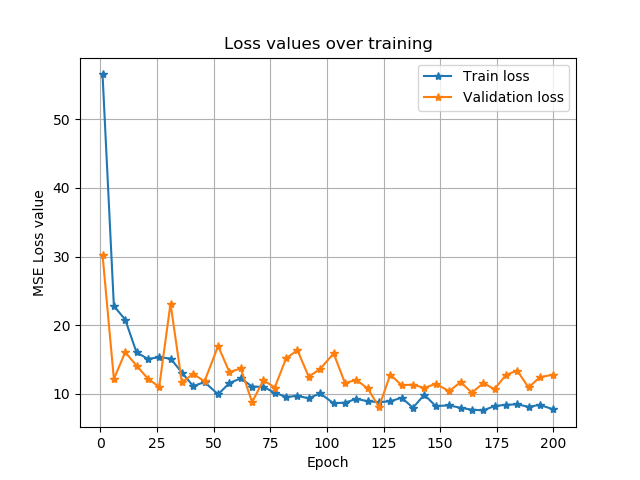 Loss values over training
Train loss
Validation loss
MSE Loss value
50
40
30
20
10
0 25 50 75 100 125 150 175 200
Epoch